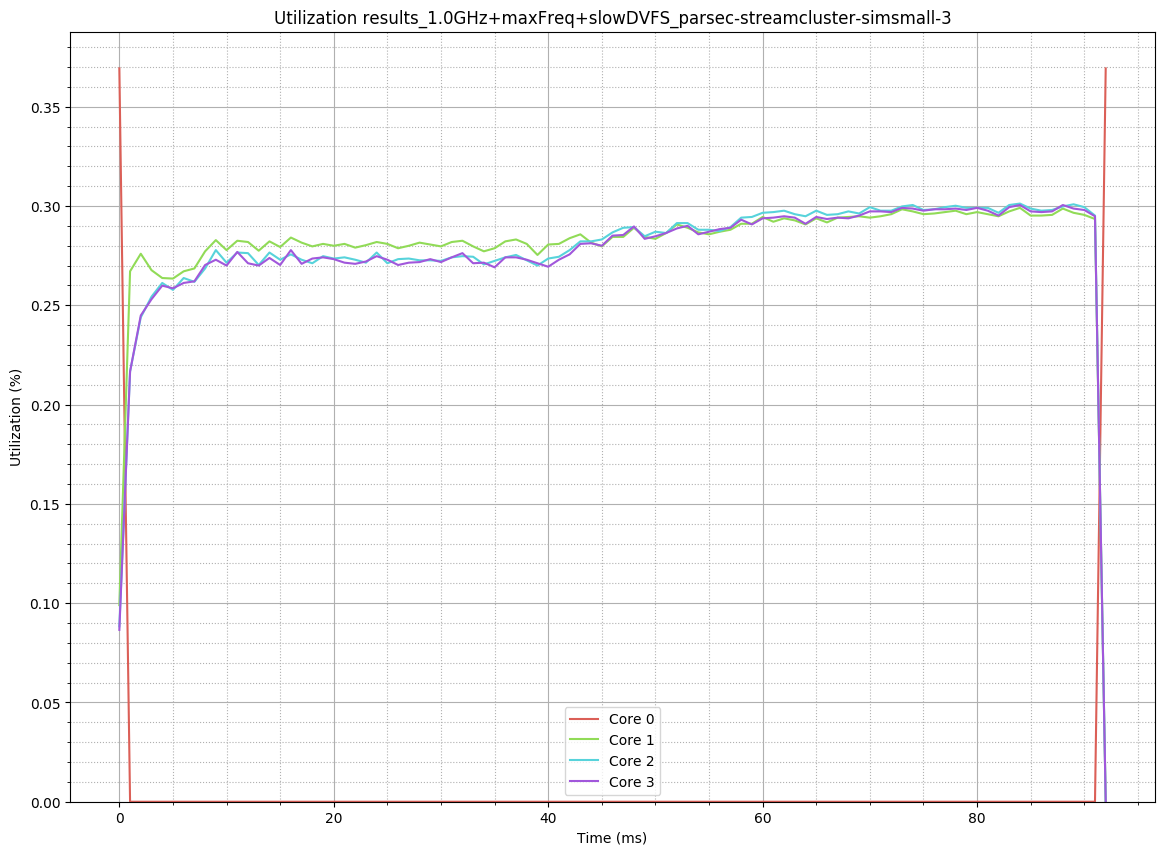 Utilization results_1.0GHz+maxFreq+slowDVFS_parsec-streamcluster-simsmall-3
Utilization (%)
0.35
0.30
0.25
0.20
0.15
0.10
0.05
0.00
Core 0
Core 1
Core 2
Core 3
0 20 40 60 80
Time (ms)